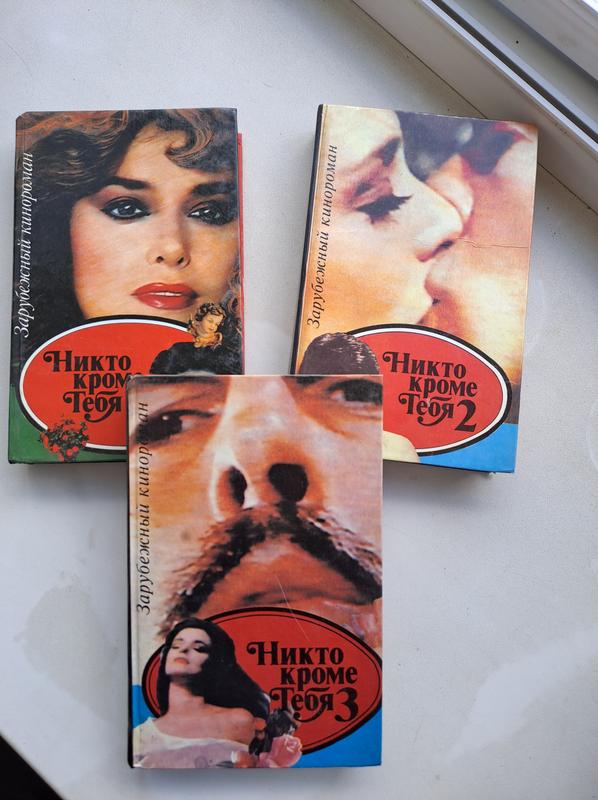 Зарубежный кинороман
Никто
кроме
Тебя
Зарубежный кинороман
Никто
кроме
Тебя 2
Зарубежный кинороман
Никто
кроме
Тебя 3